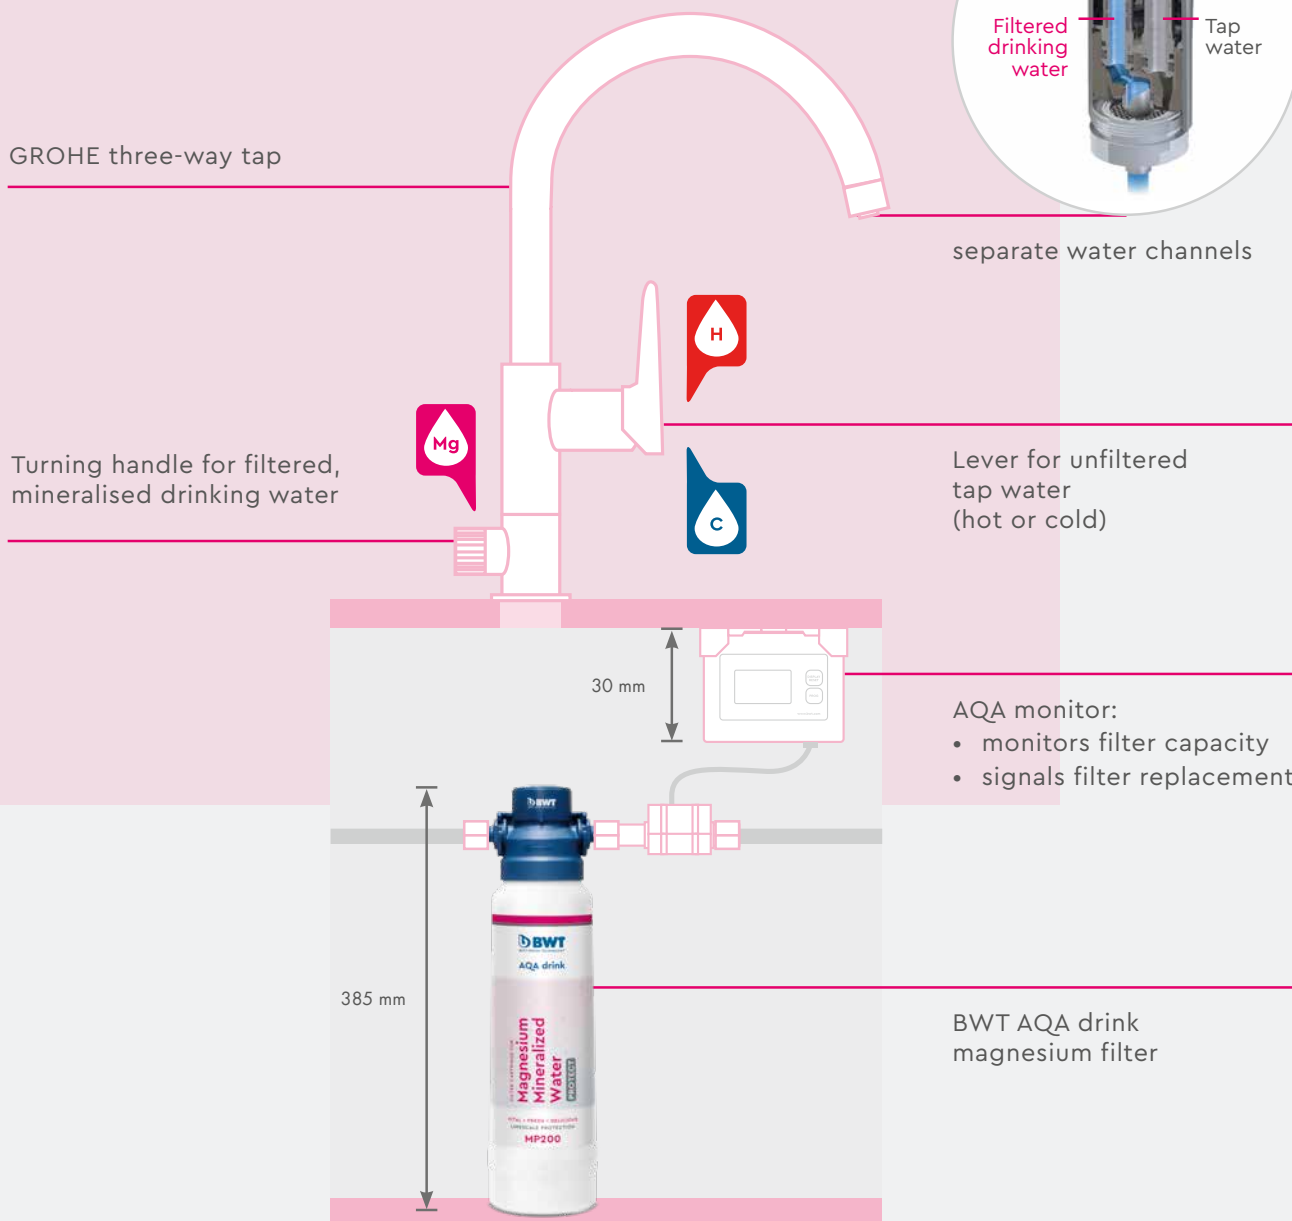 Filtered
drinking
water
Tap
water
GROHE three-way tap
separate water channels
H
Mg
Turning handle for filtered,
mineralised drinking water
Lever for unfiltered
tap water
(hot or cold)
C
30 mm
AQA monitor:
• monitors filter capacity
• signals filter replacement
BWT
385 mm
BWT
AQA drink
Magnesium
Mineralized
Water
PROTECT
MP200
BWT AQA drink
magnesium filter